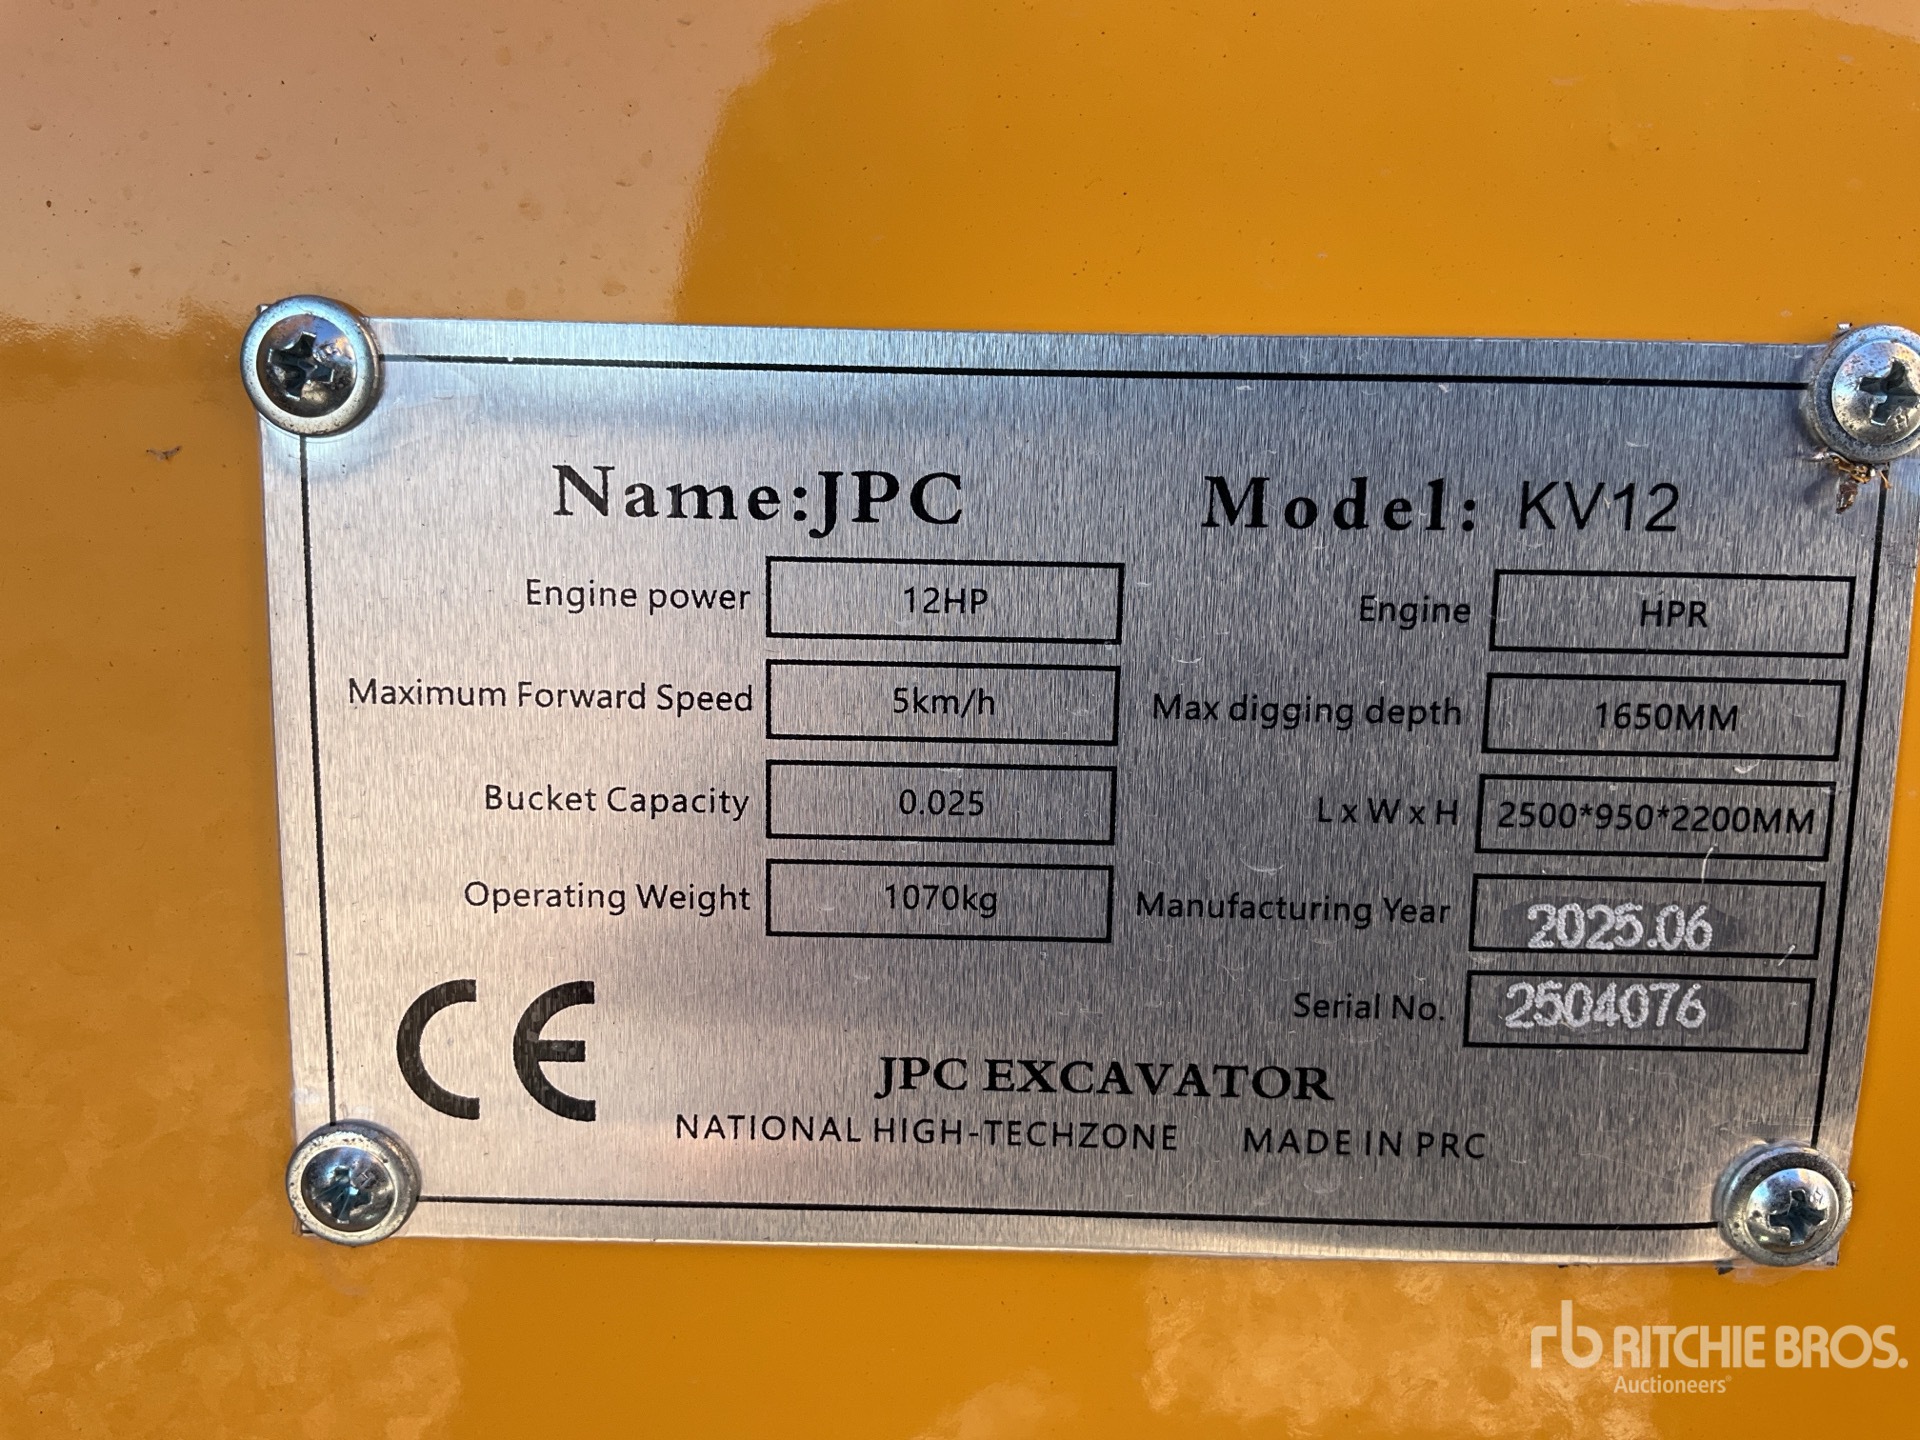 Name:JPC Model: KV12
Engine power 12HP Engine HPR
Maximum Forward Speed 5km/h Max digging depth 1650MM
Bucket Capacity 0.025 L x W x H 2500*950*2200MM
Operating Weight 1070kg Manufacturing Year 2025.06
Serial No. 2504076
CE
JPC EXCAVATOR
NATIONAL HIGH-TECHZONE MADE IN PRC
rb RITCHIE BROS.
Auctioneers